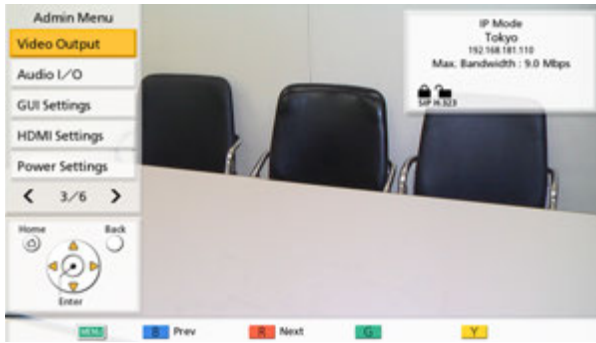 Admin Menu
Video Output
Audio I/O
GUI Settings
HDMI Settings
Power Settings
3/6
Home
Back
Enter
IP Mode
Tokyo
192.168.181.110
Max. Bandwidth : 9.0 Mbps
SIP H.323
MENU
B Prev
R Next
G
Y